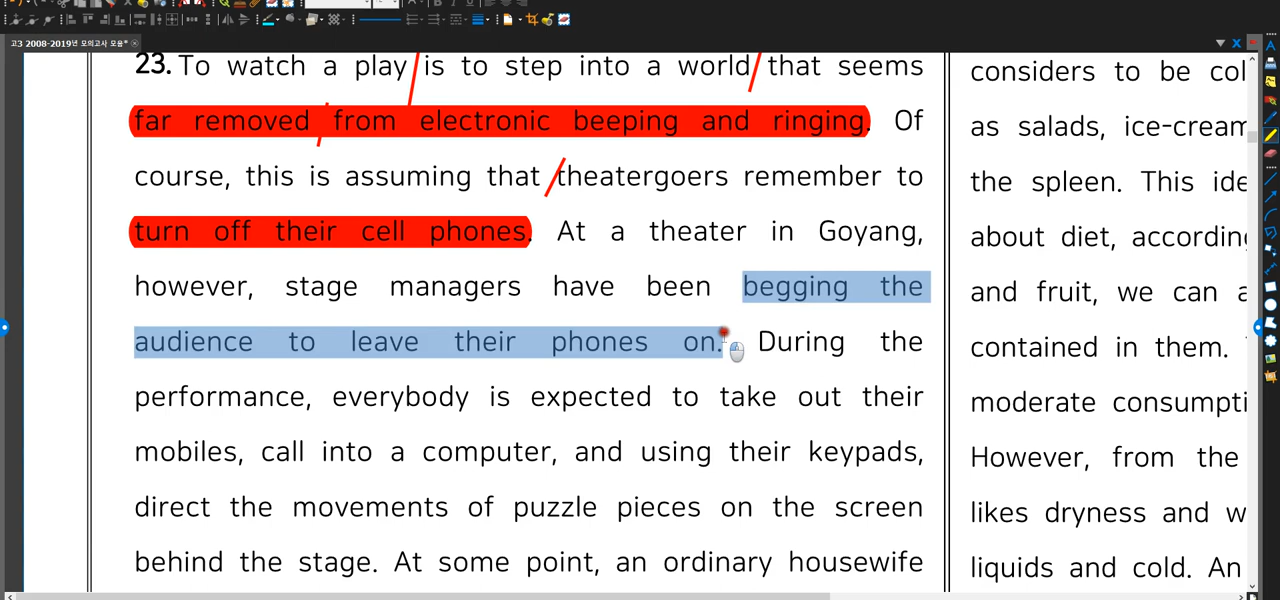 고3 2008-2019년 모의고사 모음*
23. To watch a play is to step into a world that seems
far removed from electronic beeping and ringing. Of
course, this is assuming that theatergoers remember to
turn off their cell phones. At a theater in Goyang,
however, stage managers have been begging the
audience to leave their phones on. During the
performance, everybody is expected to take out their
mobiles, call into a computer, and using their keypads,
direct the movements of puzzle pieces on the screen
behind the stage. At some point, an ordinary housewife
considers to be
as salads,
the spleen. This
about diet,
and fruit, we can
contained in them.
moderate
However, from the
likes dryness and
liquids and cold. An